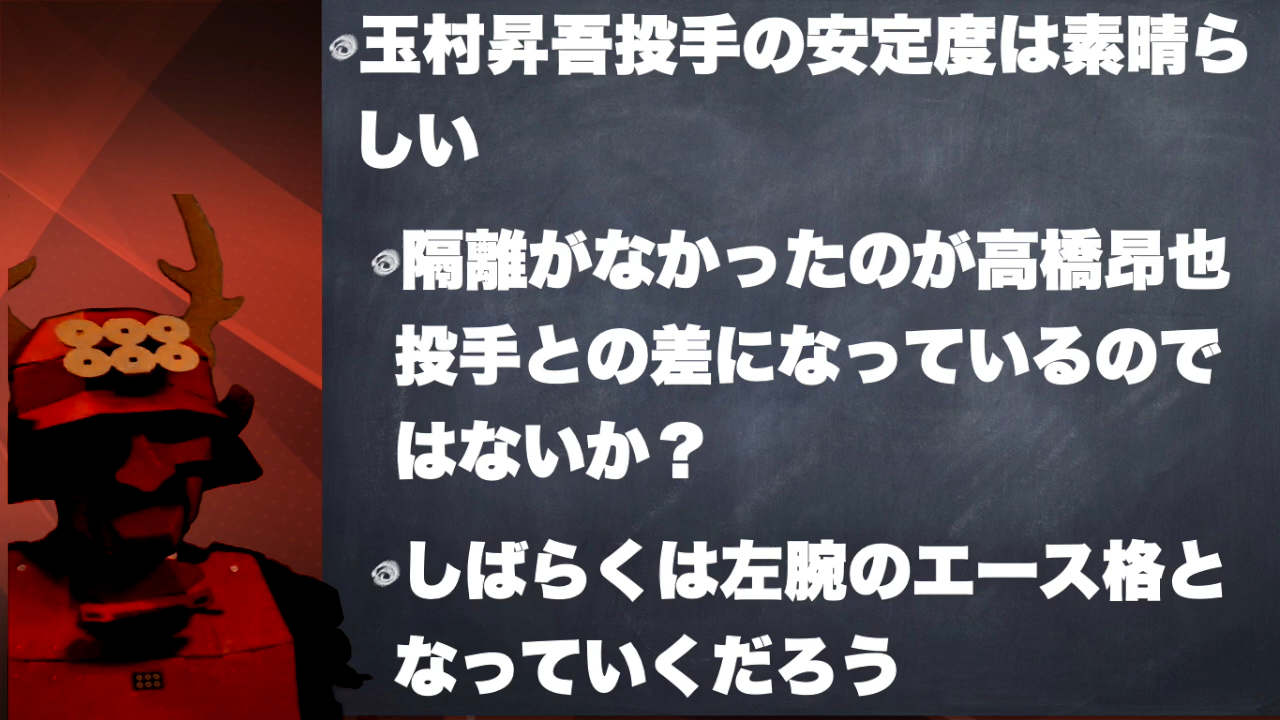 玉村昇吾投手の安定度は素晴ら
しい
隔離がなかったのが高橋昂也
投手との差になっているので
はないか？
しばらくは左腕のエース格と
なっていくだろう